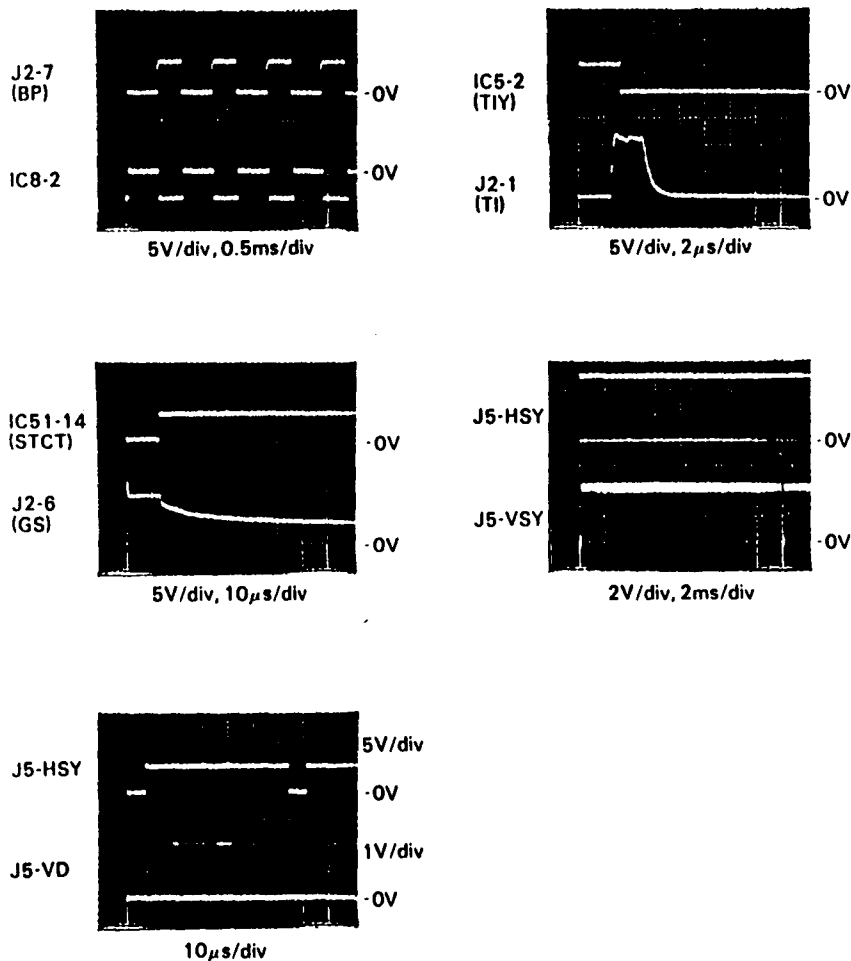 J2-7
(BP)
-0V
IC8-2
-0V
5V/div, 0.5ms/div
IC5-2
(TIY)
-0V
J2-1
(TI)
-0V
5V/div, 2μs/div
IC51-14
(STCT)
-0V
J2-6
(GS)
-0V
5V/div, 10μs/div
J5-HSY
-0V
J5-VSY
-0V
2V/div, 2ms/div
5V/div
J5-HSY
-0V
1V/div
J5-VD
-0V
10μs/div